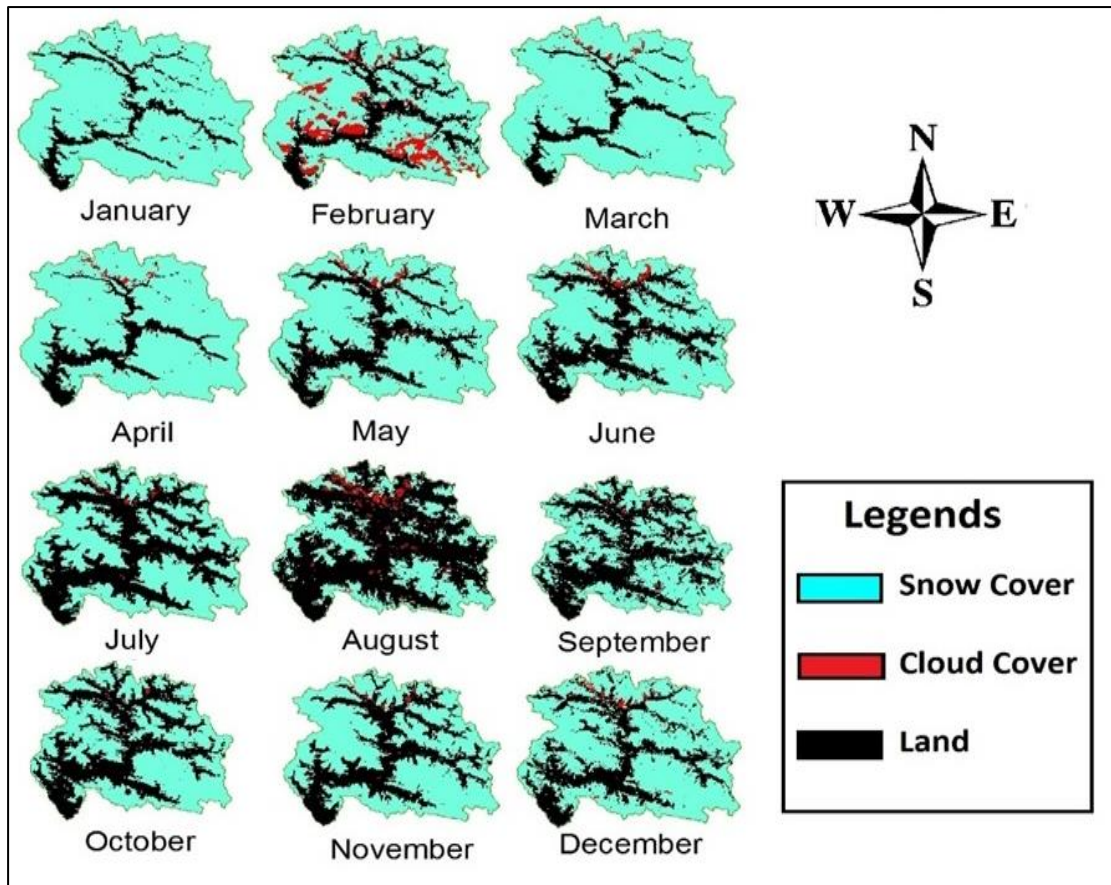 January
February
March
N
W
E
S
April
May
June
July
August
September
October
November
December
Legends
Snow Cover
Cloud Cover
Land